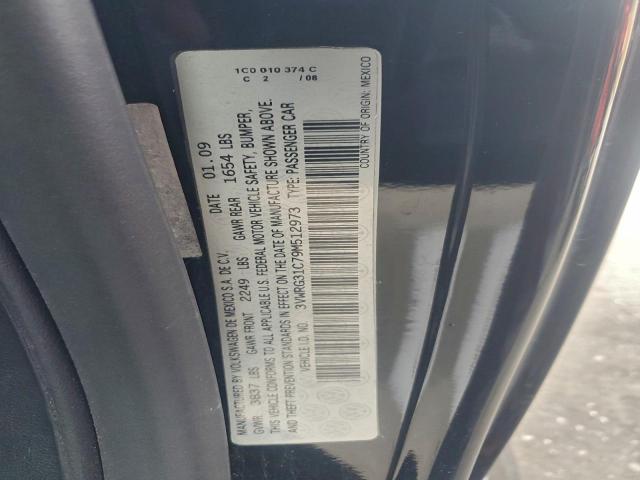 1C0 010 374 C
C 2 /08
MANUFACTURED BY VOLKSWAGEN DE MEXICO S.A. DE C.V. DATE 01.09
GVWR 3837 LBS GAWR FRONT 2249 LBS GAWR REAR 1654 LBS
THIS VEHICLE CONFORMS TO ALL APPLICABLE U.S. FEDERAL MOTOR VEHICLE SAFETY, BUMPER,
AND THEFT PREVENTION STANDARDS IN EFFECT ON THE DATE OF MANUFACTURE SHOWN ABOVE.
VEHICLE I.D. NO. 3VWRG31C79M512973 TYPE: PASSENGER CAR
COUNTRY OF ORIGIN: MEXICO